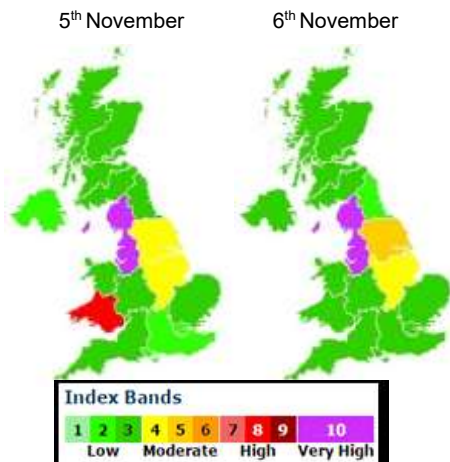 5th November 6th November
Index Bands
1 2 3 4 5 6 7 8 9 10
Low Moderate High Very High